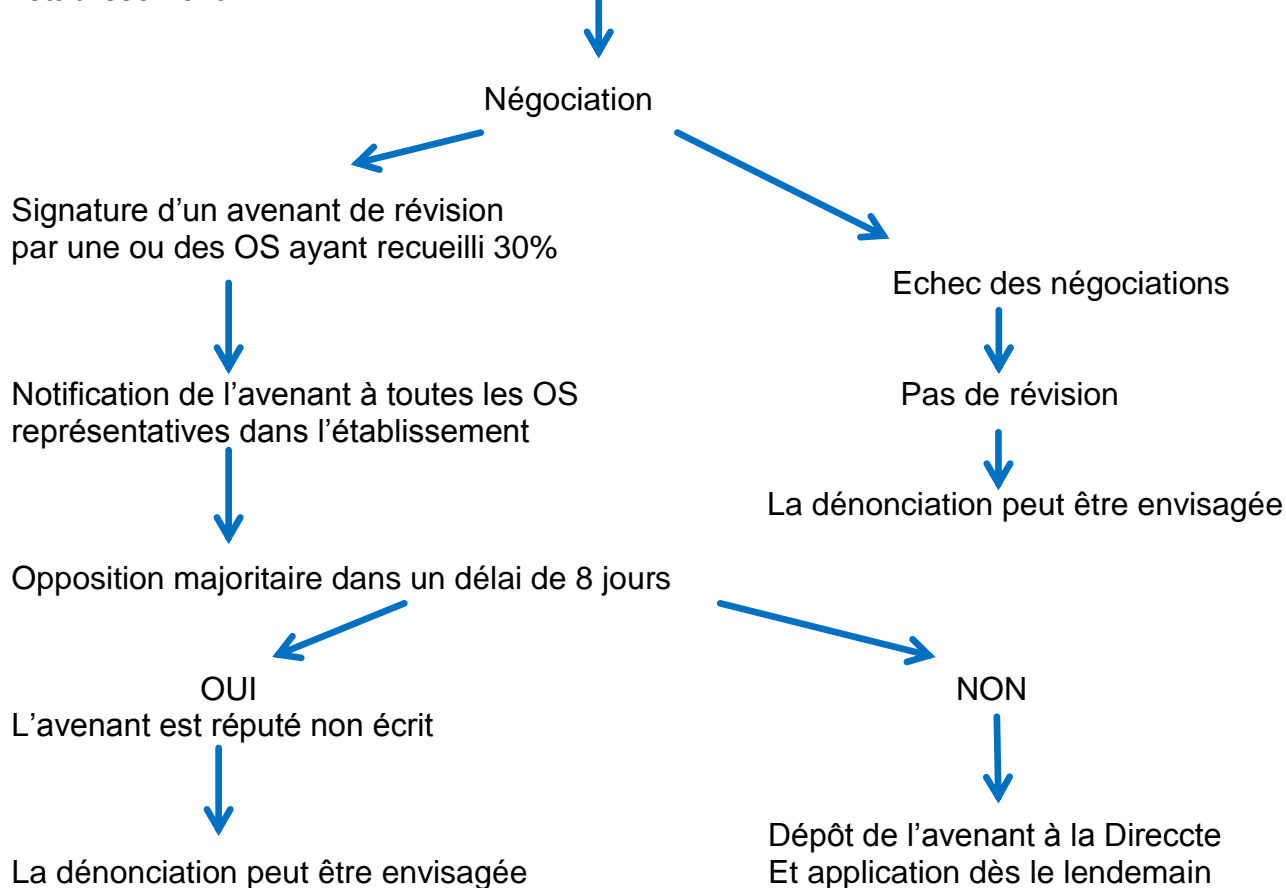 Négociation
Signature d’un avenant de révision
par une ou des OS ayant recueilli 30%
Echec des négociations
Notification de l’avenant à toutes les OS
représentatives dans l’établissement
Pas de révision
La dénonciation peut être envisagée
Opposition majoritaire dans un délai de 8 jours
OUI
L’avenant est réputé non écrit
NON
La dénonciation peut être envisagée
Dépôt de l’avenant à la Direccte
Et application dès le lendemain